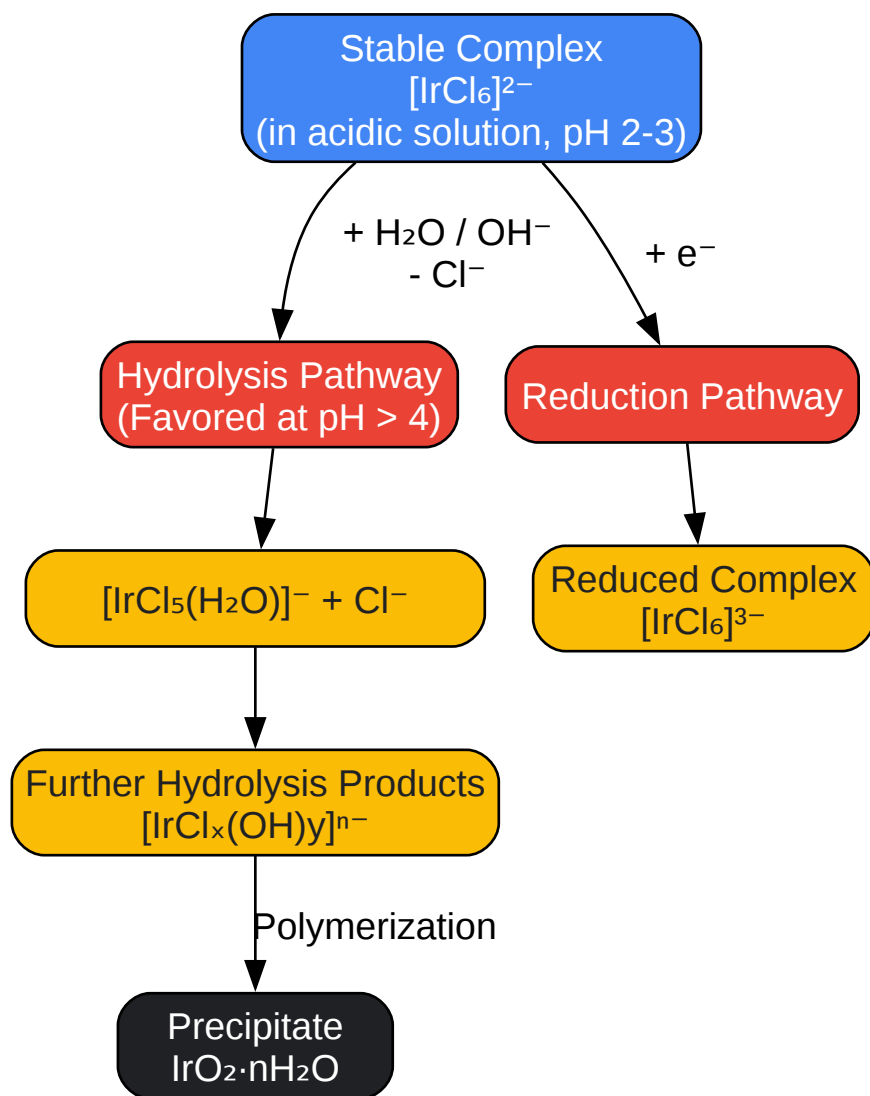 Stable Complex
[IrCl₆]²⁻
(in acidic solution, pH 2-3)
+ H₂O / OH⁻
- Cl⁻
+ e⁻
Hydrolysis Pathway
(Favored at pH > 4)
Reduction Pathway
[IrCl₅(H₂O)]⁻ + Cl⁻
Reduced Complex
[IrCl₆]³⁻
Further Hydrolysis Products
[IrClₓ(OH)y]ⁿ⁻
Polymerization
Precipitate
IrO₂·nH₂O